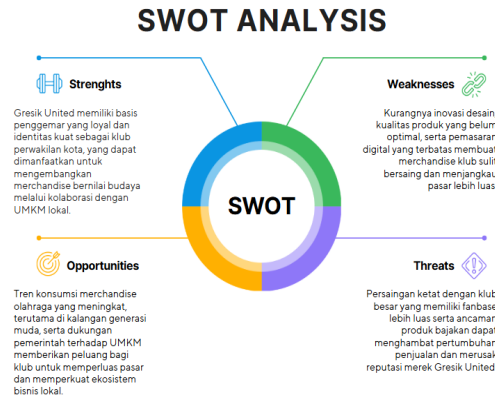 SWOT ANALYSIS
Strenghts
Gresik United memiliki basis
penggemar yang loyal dan
identitas kuat sebagai klub
perwakilan kota, yang dapat
dimanfaatkan untuk
mengembangkan
merchandise bernilai budaya
melalui kolaborasi dengan
UMKM lokal.
Weaknesses
Kurangnya inovasi desain,
kualitas produk yang belum
optimal, serta pemasaran
digital yang terbatas membuat
merchandise klub sulit
bersaing dan menjangkau
pasar lebih luas.
SWOT
Opportunities
Tren konsumsi merchandise
olahraga yang meningkat,
terutama di kalangan generasi
muda, serta dukungan
pemerintah terhadap UMKM
memberikan peluang bagi
klub untuk memperluas pasar
dan memperkuat ekosistem
bisnis lokal.
Threats
Persaingan ketat dengan klub
besar yang memiliki fanbase
lebih luas serta ancaman
produk bajakan dapat
menghambat pertumbuhan
penjualan dan merusak
reputasi merek Gresik United.